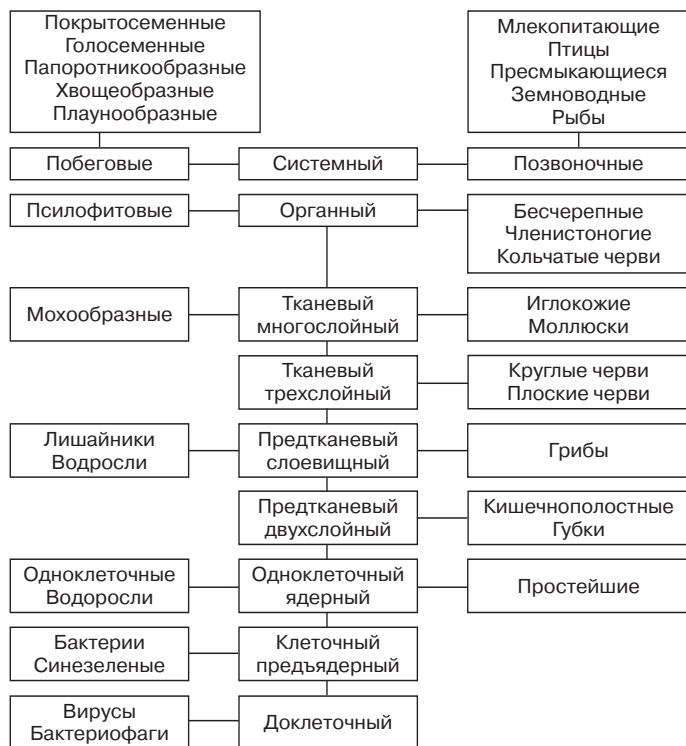 Покрытосеменные
Голосеменные
Папоротникообразные
Хвощеобразные
Плаунообразные
Млекопитающие
Птицы
Пресмыкающиеся
Земноводные
Рыбы
Побеговые
Системный
Позвоночные
Псилофитовые
Органный
Бесчерепные
Членистоногие
Кольчатые черви
Мохообразные
Тканевый
многослойный
Иглокожие
Моллюски
Тканевый
трехслойный
Круглые черви
Плоские черви
Лишайники
Водросли
Предтканевый
слоевищный
Грибы
Предтканевый
двухслойный
Кишечнополостные
Губки
Одноклеточные
Водоросли
Одноклеточный
ядерный
Простейшие
Бактерии
Синезеленые
Клеточный
предъядерный
Вирусы
Бактериофаги
Доклеточный